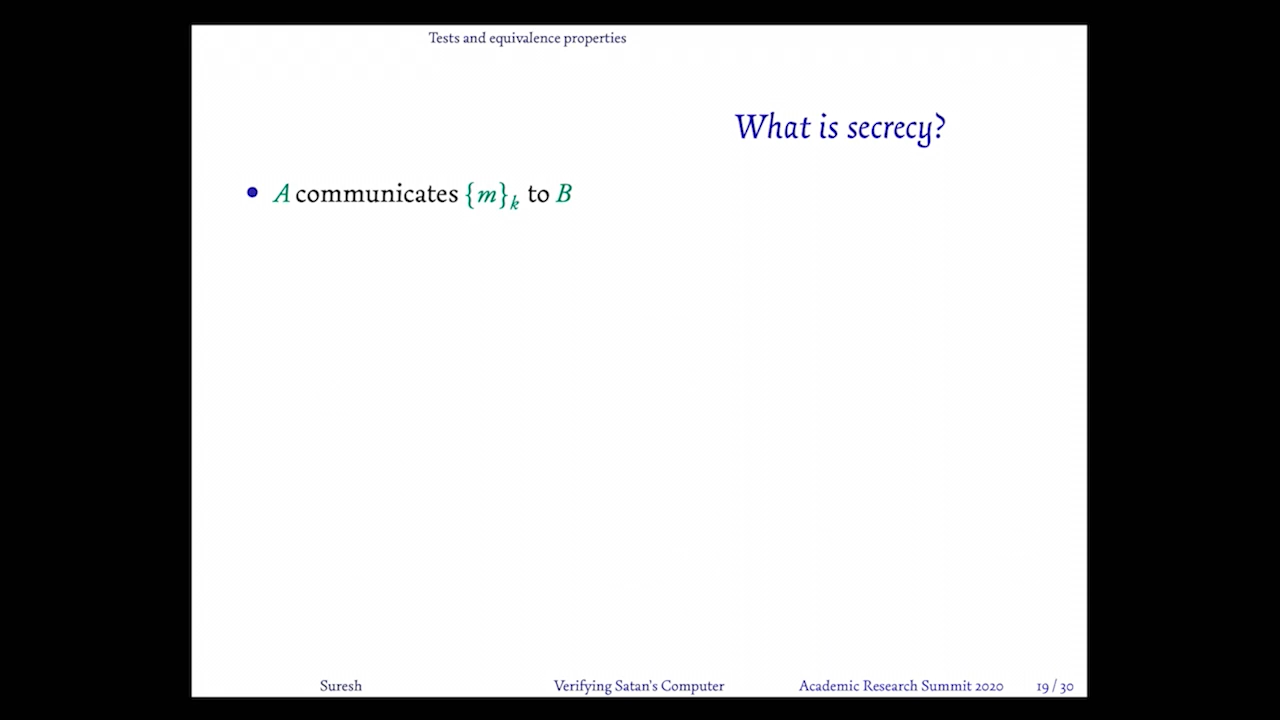 Tests and equivalence properties
What is secrecy?
• A communicates {m}k to B
Suresh Verifying Satan's Computer Academic Research Summit 2020 19 / 30